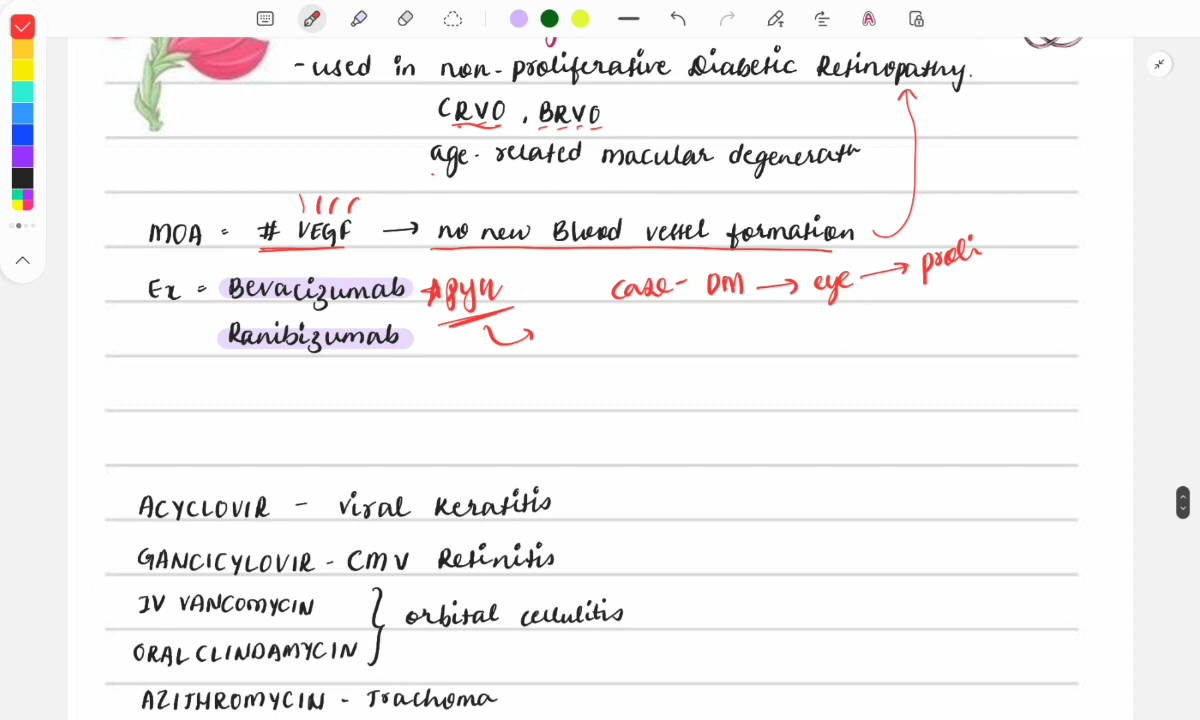 - used in non-proliferative Diabetic Retinopathy.
CRVO , BRVO
age-related macular degenerath
MOA = # VEGF → no new Blood vessel formation
Ex = Bevacizumab *PYQ case - DM → eye → proli
Ranibizumab
ACYCLOVIR - viral Keratitis
GANCICYLOVIR - CMV Retinitis
IV VANCOMYCIN
orbital cellulitis
ORAL CLINDAMYCIN
AZITHROMYCIN - Trachoma